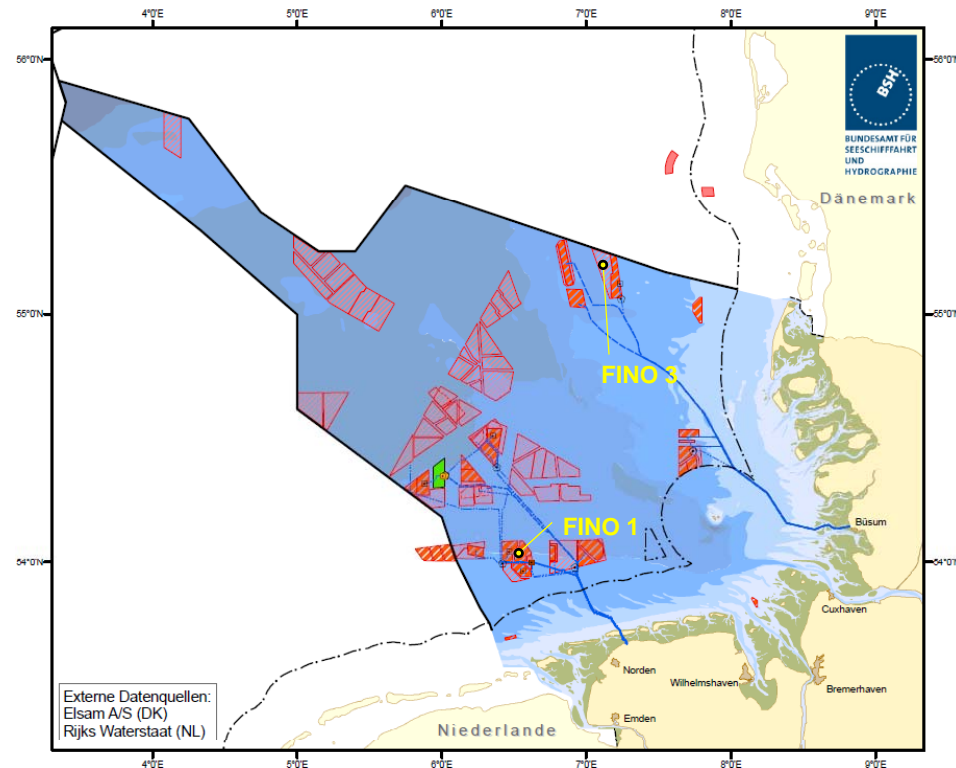 4°0'E 5°0'E 6°0'E 7°0'E 8°0'E 9°0'E
56°0'N 56°0'N
BSH
BUNDESAMT FÜR
SEESCHIFFFAHRT
UND
HYDROGRAPHIE
Dänemark
55°0'N 55°0'N
FINO 3
FINO 1
Büsum
54°0'N 54°0'N
Cuxhaven
Norden
Wilhelmshaven
Bremerhaven
Externe Datenquellen:
Elsam A/S (DK)
Rijks Waterstaat (NL)
Niederlande
Emden
4°0'E 5°0'E 6°0'E 7°0'E 8°0'E 9°0'E